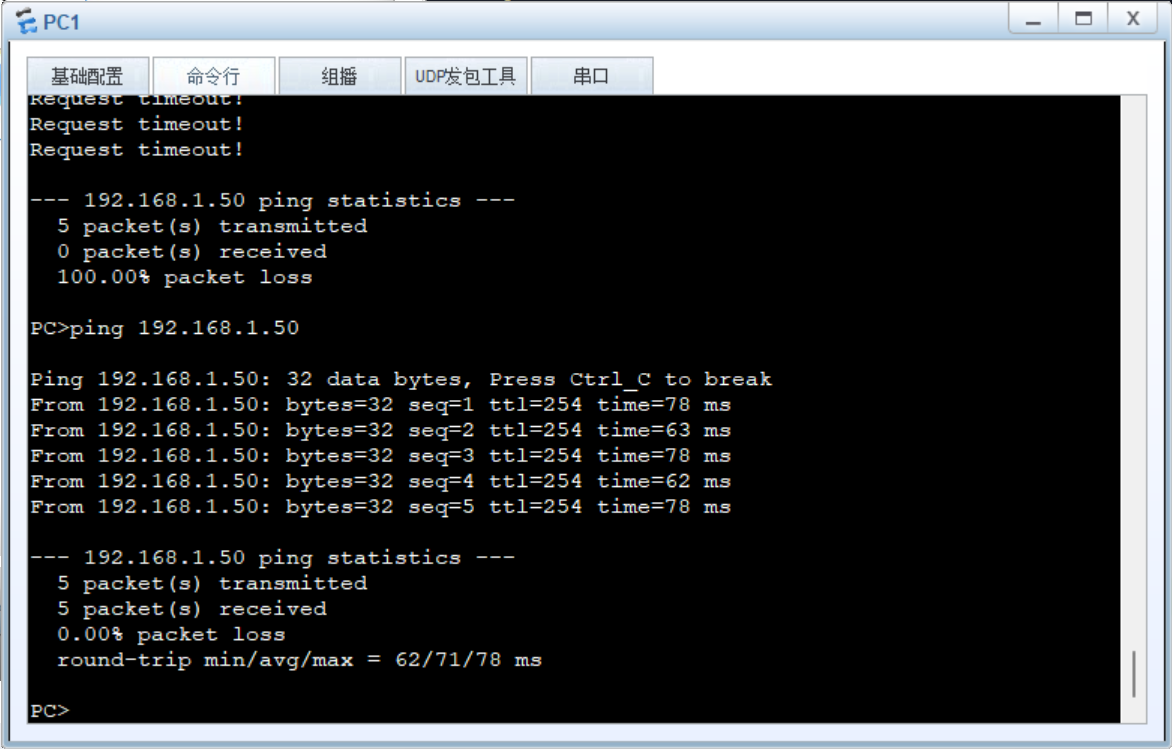 PC1
基础配置
命令行
组播
UDP发包工具
串口
Request timeout!
Request timeout!
Request timeout!
--- 192.168.1.50 ping statistics ---
5 packet(s) transmitted
0 packet(s) received
100.00% packet loss
PC>ping 192.168.1.50
Ping 192.168.1.50: 32 data bytes, Press Ctrl_C to break
From 192.168.1.50: bytes=32 seq=1 ttl=254 time=78 ms
From 192.168.1.50: bytes=32 seq=2 ttl=254 time=63 ms
From 192.168.1.50: bytes=32 seq=3 ttl=254 time=78 ms
From 192.168.1.50: bytes=32 seq=4 ttl=254 time=62 ms
From 192.168.1.50: bytes=32 seq=5 ttl=254 time=78 ms
--- 192.168.1.50 ping statistics ---
5 packet(s) transmitted
5 packet(s) received
0.00% packet loss
round-trip min/avg/max = 62/71/78 ms
PC>